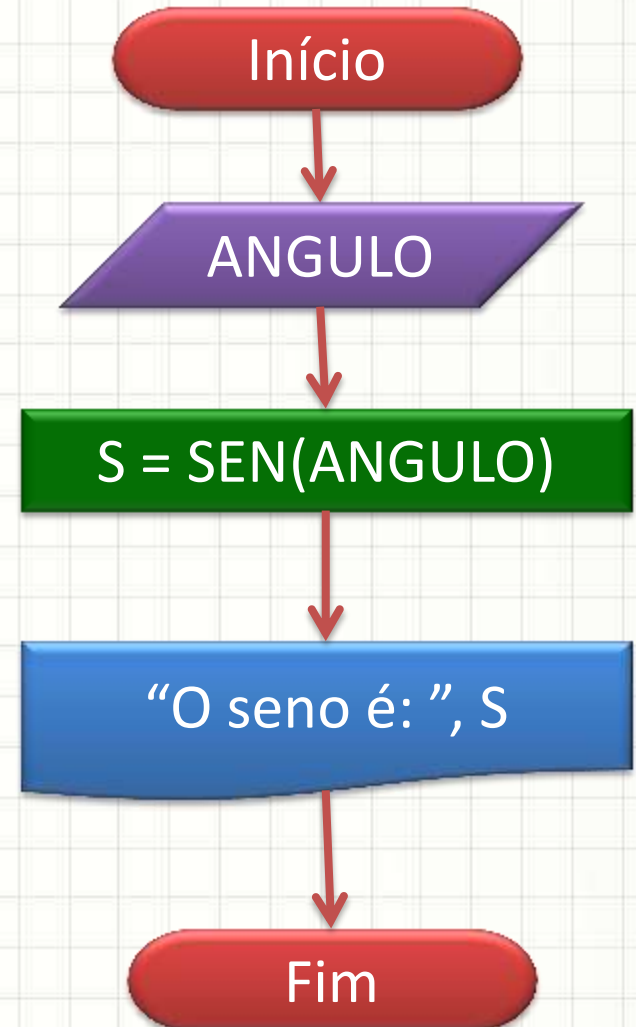 Início
ANGULO
S = SEN(ANGULO)
“O seno é: ”, S
Fim